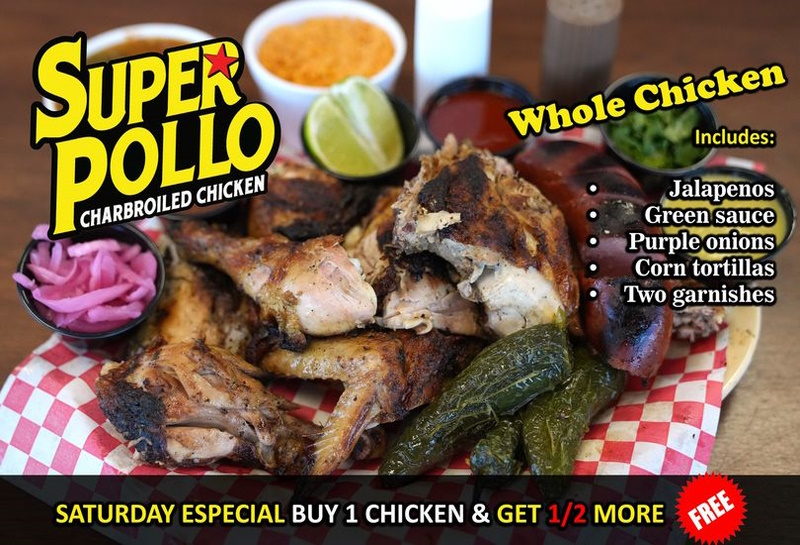 SUPER
POLLO
CHARBROILED CHICKEN
Whole Chicken
Includes:
• Jalapenos
• Green sauce
• Purple onions
• Corn tortillas
• Two garnishes
SATURDAY ESPECIAL BUY 1 CHICKEN & GET 1/2 MORE
FREE